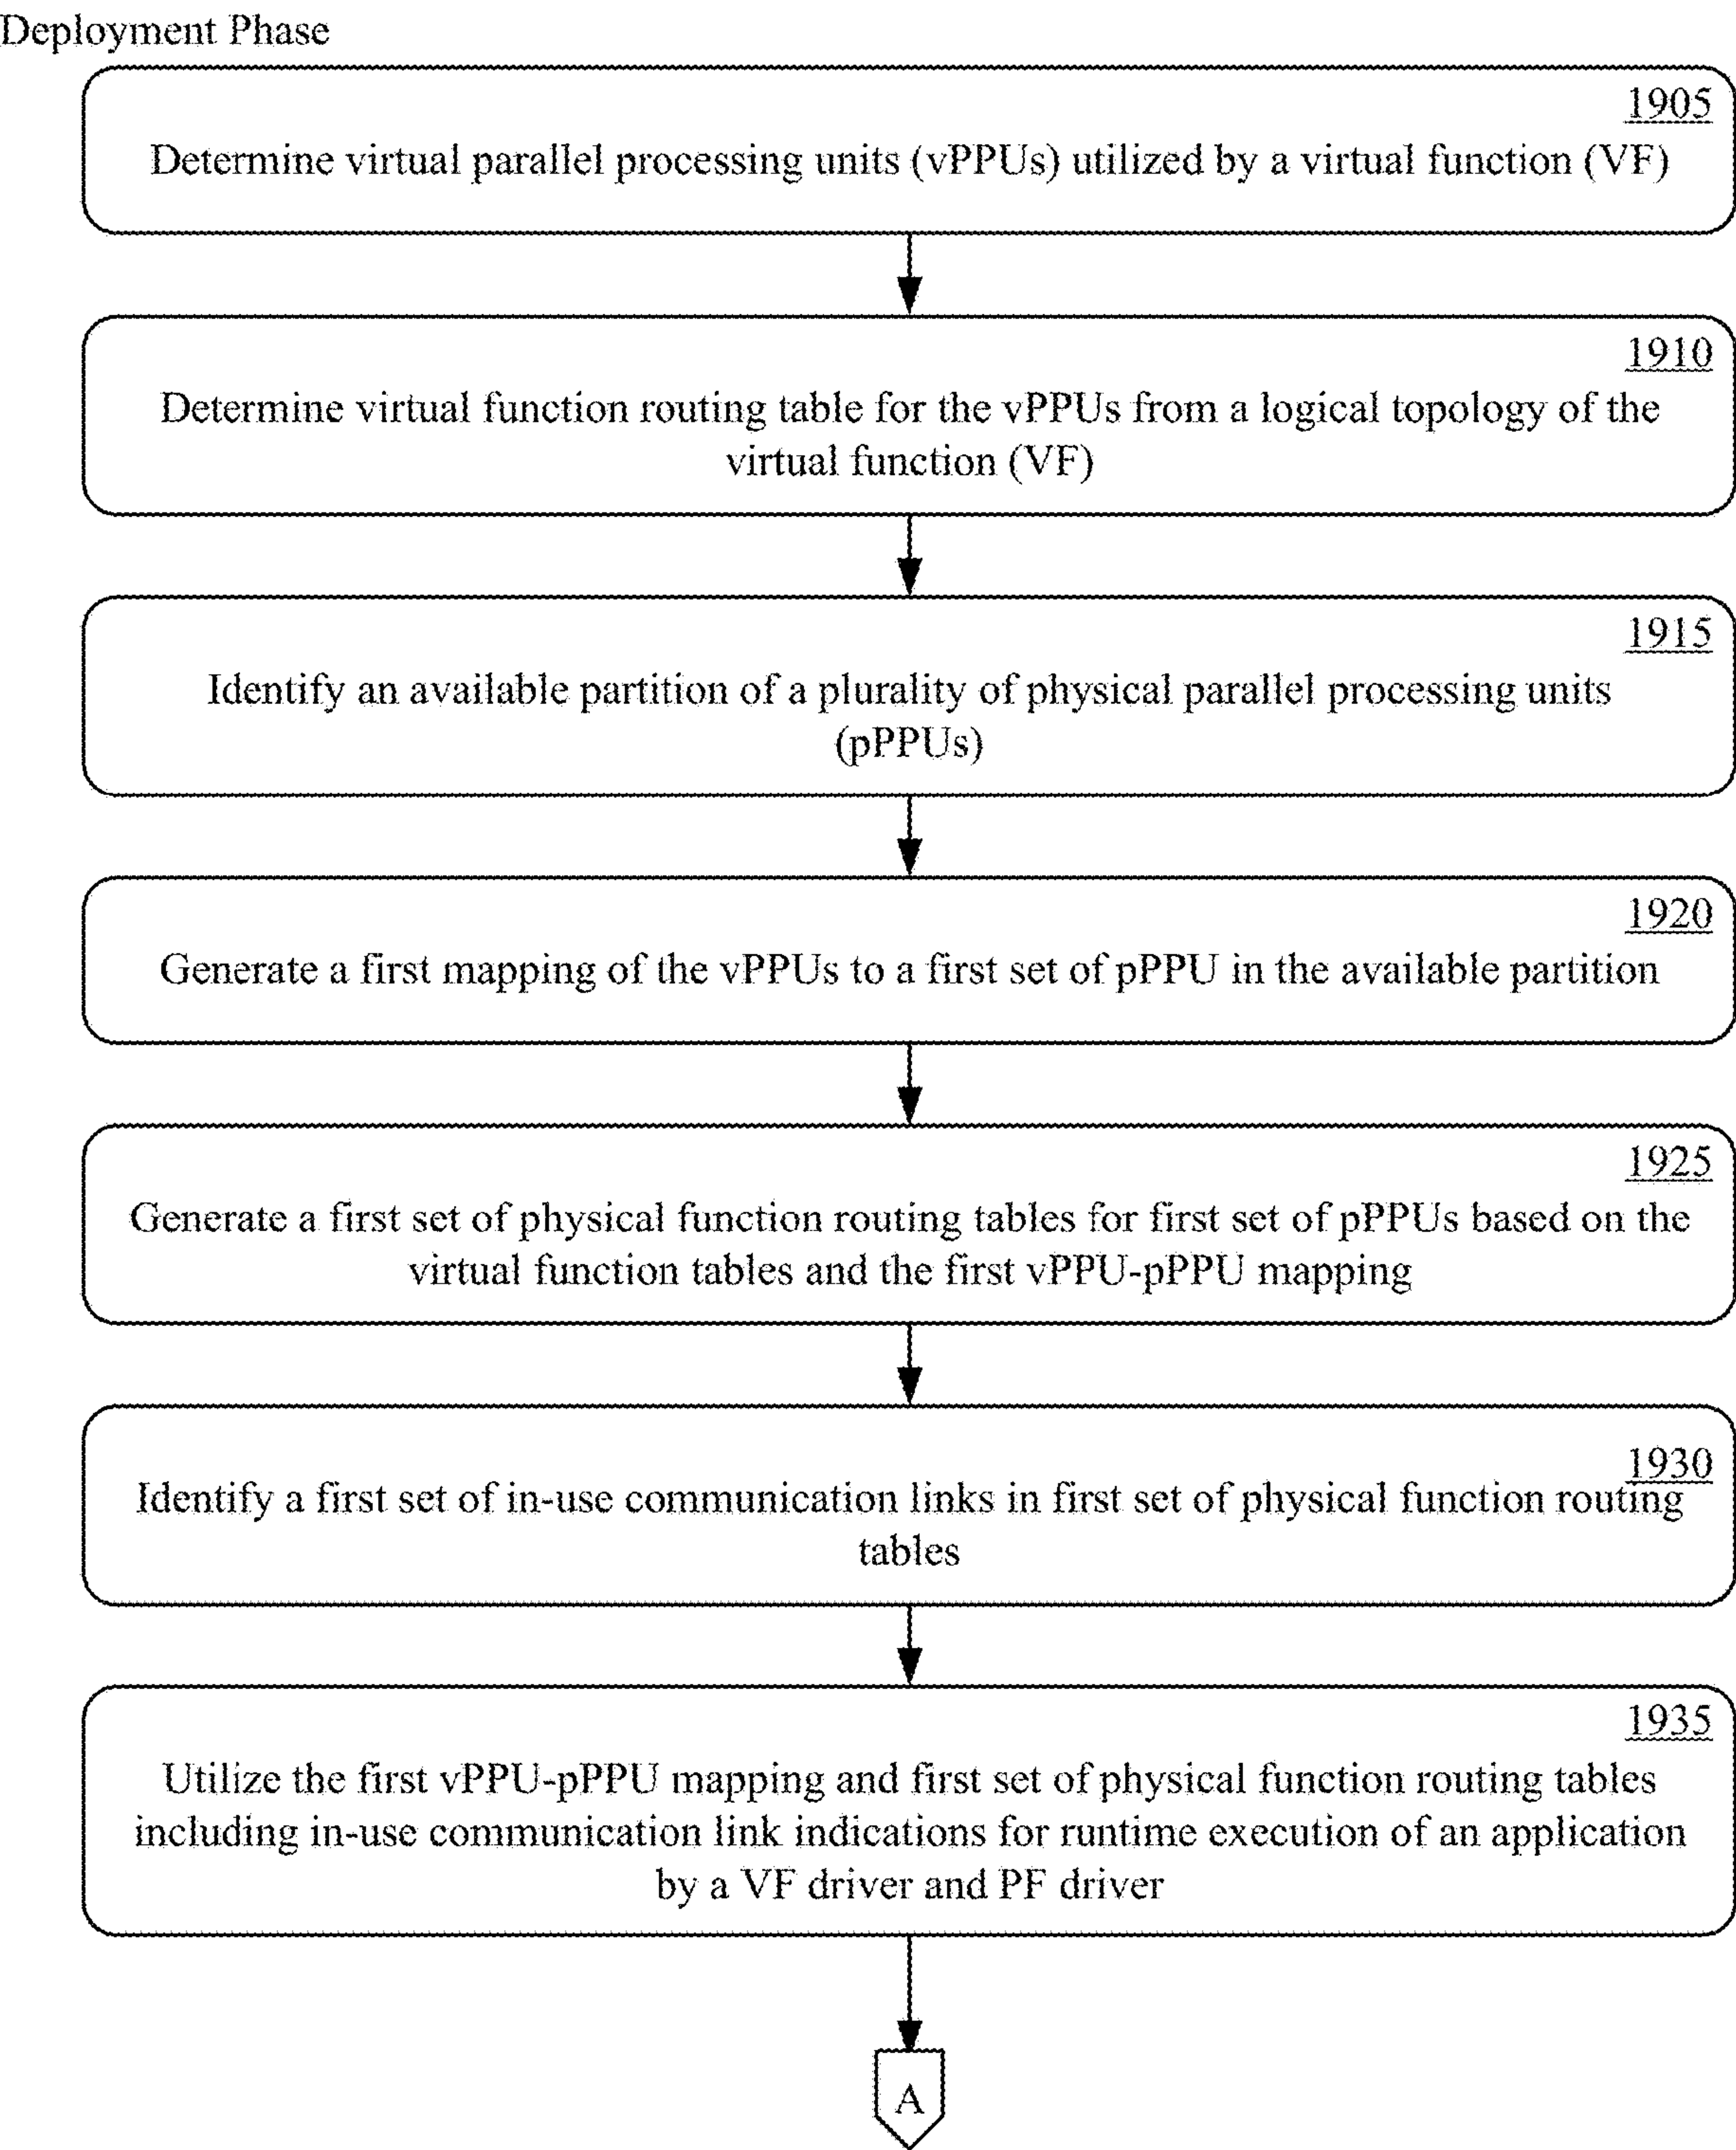 Deployment Phase
1905
Determine virtual parallel processing units (vPPUs) utilized by a virtual function (VF)
1910
Determine virtual function routing table for the vPPUs from a logical topology of the
virtual function (VF)
1915
Identify an available partition of a plurality of physical parallel processing units
(pPPUs)
1920
Generate a first mapping of the vPPUs to a first set of pPPU in the available partition
1925
Generate a first set of physical function routing tables for first set of pPPUs based on the
virtual function tables and the first vPPU-pPPU mapping
1930
Identify a first set of in-use communication links in first set of physical function routing
tables
1935
Utilize the first vPPU-pPPU mapping and first set of physical function routing tables
including in-use communication link indications for runtime execution of an application
by a VF driver and PF driver
A